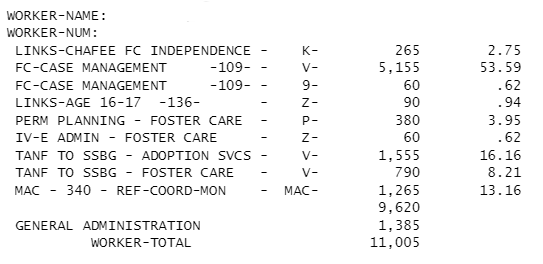 WORKER-NAME:
WORKER-NUM:
LINKS-CHAFEE FC INDEPENDENCE - K- 265 2.75
FC-CASE MANAGEMENT -109- - V- 5,155 53.59
FC-CASE MANAGEMENT -109- - 9- 60 .62
LINKS-AGE 16-17 -136- - Z- 90 .94
PERM PLANNING - FOSTER CARE - P- 380 3.95
IV-E ADMIN - FOSTER CARE - Z- 60 .62
TANF TO SSBG - ADOPTION SVCS - V- 1,555 16.16
TANF TO SSBG - FOSTER CARE - V- 790 8.21
MAC - 340 - REF-COORD-MON - MAC- 1,265 13.16
9,620
GENERAL ADMINISTRATION 1,385
WORKER-TOTAL 11,005